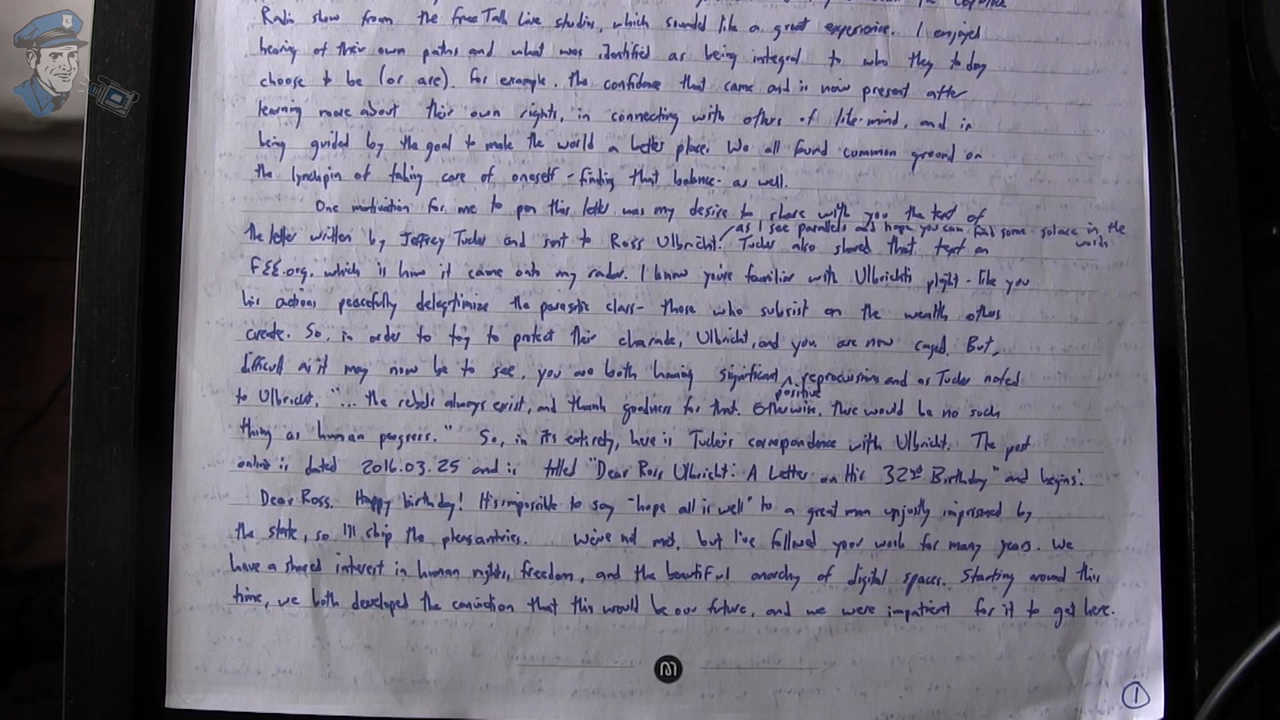 Radio show from the free Talk Live studios, which sounded like a great experience. I enjoyed
hearing of their own paths and what was identified as being integral to who they today
choose to be (or are). For example. the confidence that came and is now present after
learning more about their own rights, in connecting with others of like-mind, and in
being guided by the goal to make the world a better place. We all found common ground on
the lynchpin of taking care of oneself - finding that balance - as well.
One motivation for me to pen this letter was my desire to share with you the text of
as I see parallels and hope you can find some solace in the words
the letter written by Jeffrey Tucker and sent to Ross Ulbricht. Tucker also shared that text on
FEE.org, which is how it came onto my radar. I know you're familiar with Ulbricht's plight - like you
his actions peacefully delegitimize the parasitic class - those who subsist on the wealth others
create. So, in order to try to protect their charade, Ulbricht, and you, are now caged. But,
difficult as it may now be to see, you are both having significant reprocussions and as Tucker noted
positive
to Ulbricht, "... the rebels always exist, and thank goodness for that. Otherwise, there would be no such
thing as human progress." So, in its entirety, here is Tucker's correspondence with Ulbricht. The post
online is dated 2016.03.25 and is titled "Dear Ross Ulbricht: A Letter on His 32nd Birthday" and begins:
Dear Ross, Happy birthday! It's impossible to say "hope all is well" to a great man unjustly imprisoned by
the state, so I'll skip the pleasantries. We've not met, but I've followed your work for many years. We
have a shared interest in human rights, freedom, and the beautiful anarchy of digital spaces. Starting around this
time, we both developed the conviction that this would be our future, and we were impatient for it to get here.
1